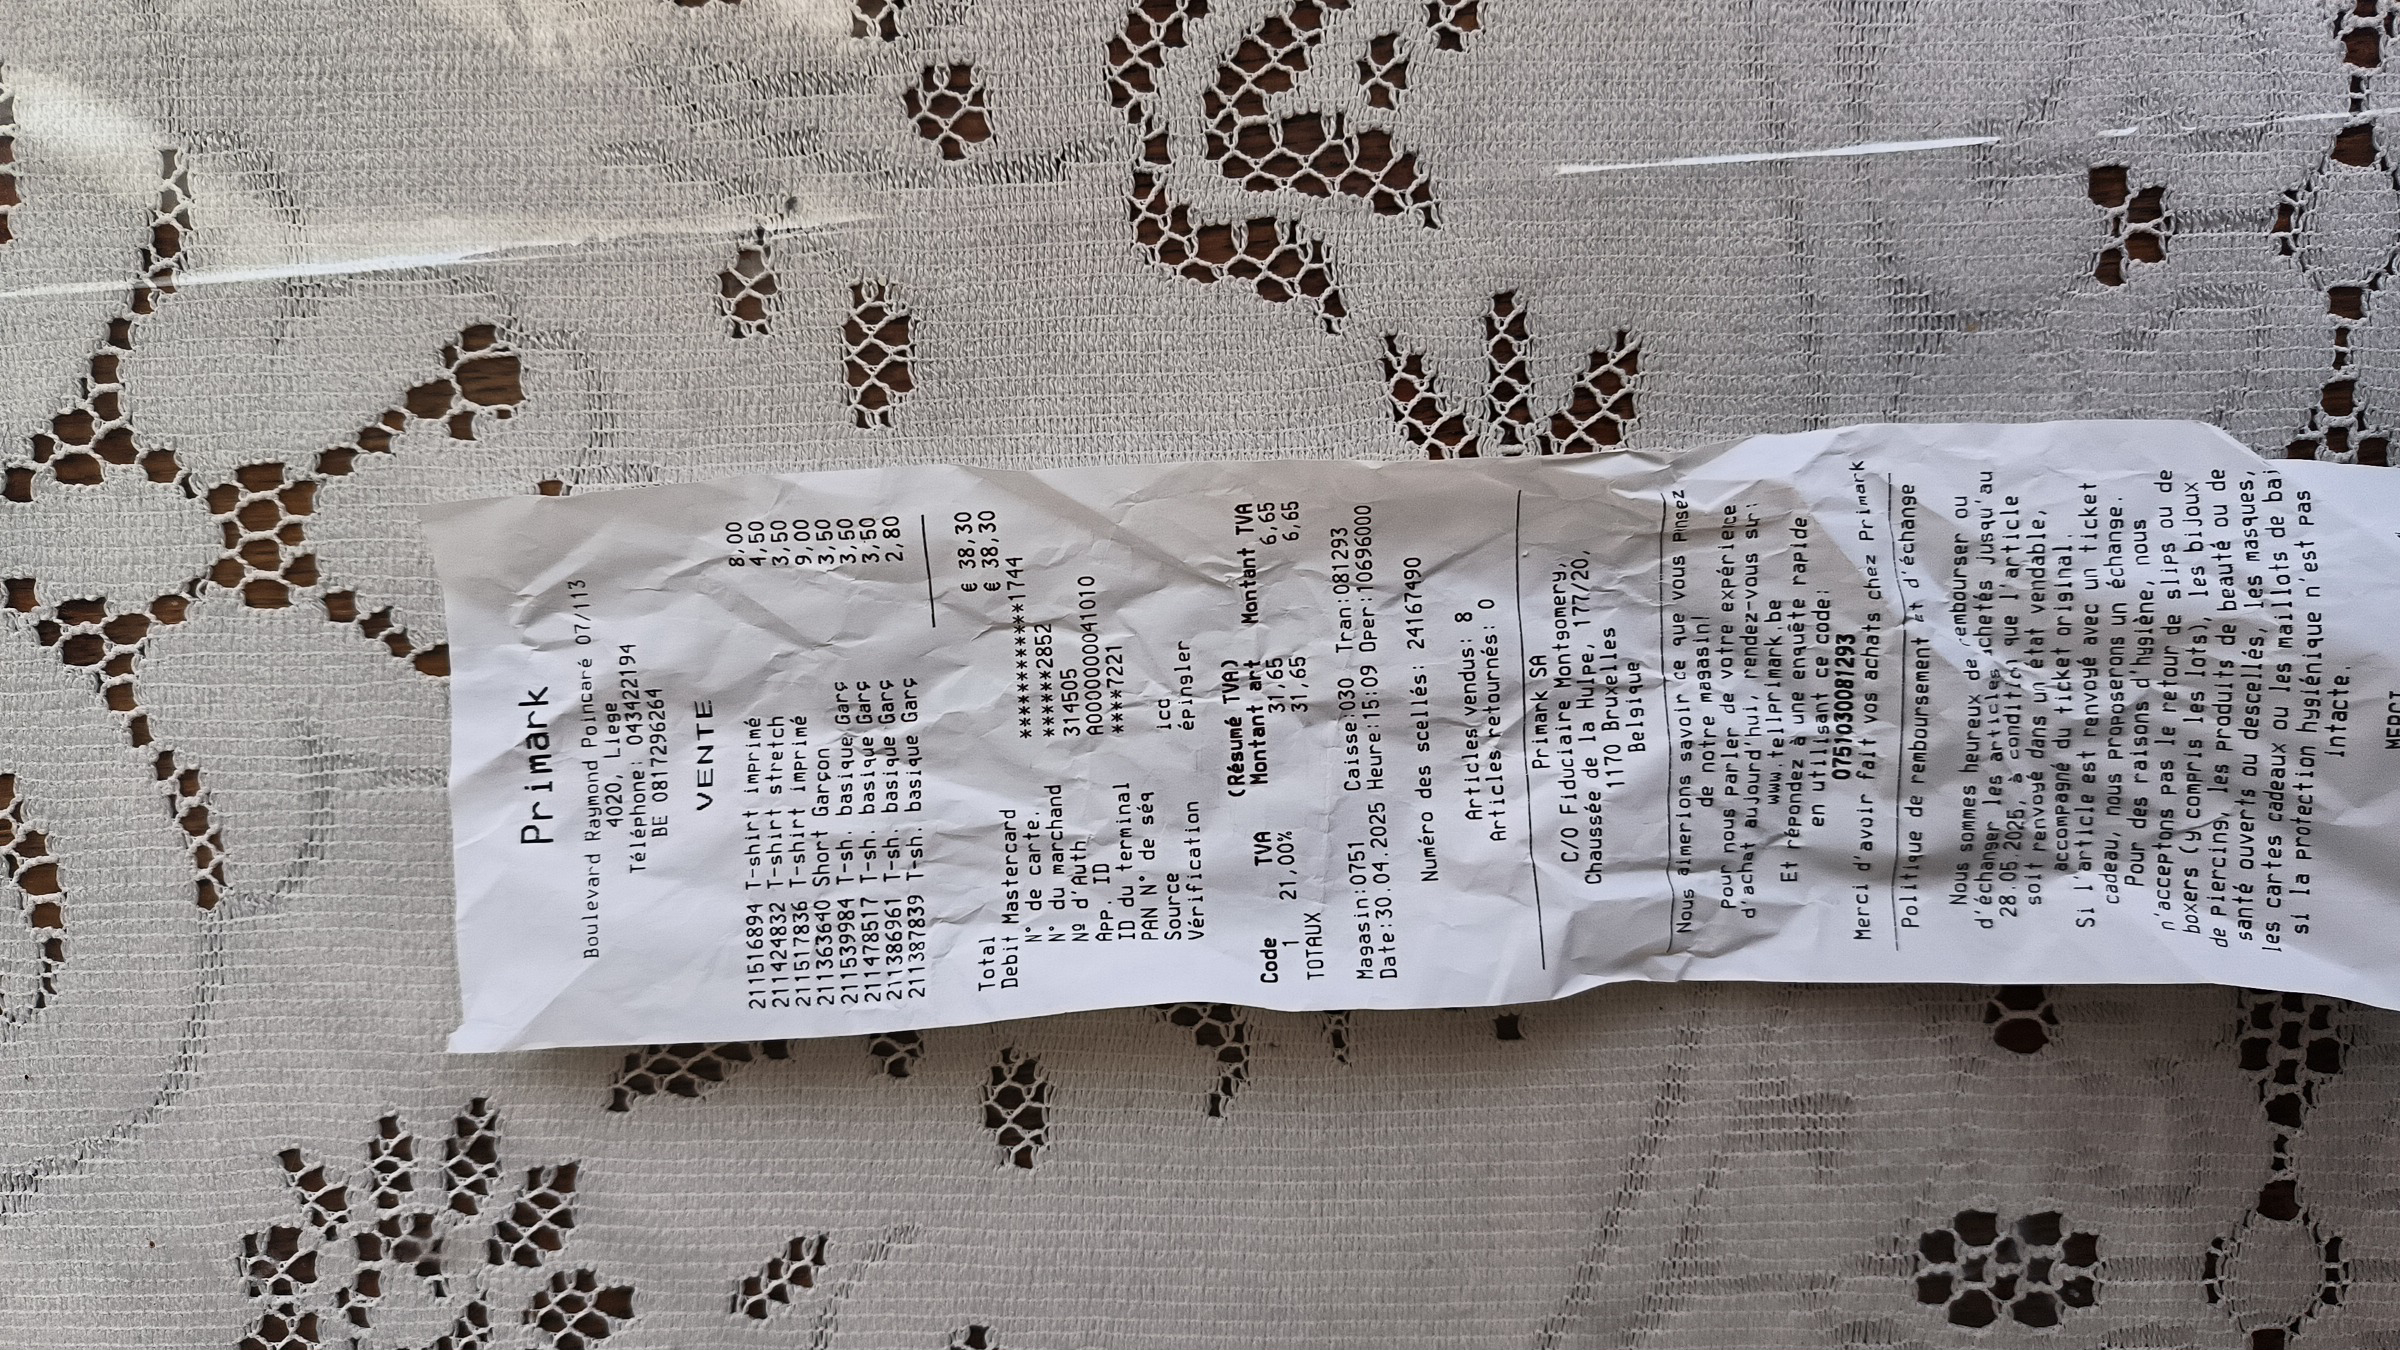 Primark
Boulevard Raymond Poincaré 07/113
4020, Liege
Téléphone: 043422194
BE 0817296264
VENTE
211516894 T-shirt imprimé 8,00
211424832 T-shirt stretch 4,50
211517836 T-shirt imprimé 3,50
211363640 Short Garçon 9,00
211539984 T-sh. basique Garç 3,50
211478517 T-sh. basique Garç 3,50
211386961 T-sh. basique Garç 3,50
211387839 T-sh. basique Garç 2,80
Total € 38,30
Debit Mastercard € 38,30
N° de carte. ************1744
N° du marchand ******2852
Nº d'Auth 314505
App. ID A0000000041010
ID du terminal ****7221
PAN N° de séq
Source icc
Vérification épingler
(Résumé TVA)
Code TVA Montant art Montant TVA
1 21,00% 31,65 6,65
TOTAUX 31,65 6,65
Magasin:0751 Caisse:030 Tran:081293
Date:30.04.2025 Heure:15:09 Oper:10696000
Numéro des scellés: 24167490
Articles vendus: 8
Articles retournés: 0
Primark SA
C/O Fiduciaire Montgomery,
Chaussée de la Hulpe, 177/20,
1170 Bruxelles
Belgique
Nous aimerions savoir ce que vous pnsez
de notre magasin!
Pour nous parler de votre expérience
d'achat aujourd'hui, rendez-vous sur:
www.tellprimark.be
Et répondez à une enquête rapide
en utilisant ce code:
0751030081293
Merci d'avoir fait vos achats chez Primark
Politique de remboursement et d'échange
Nous sommes heureux de rembourser ou
d'échanger les articles achetés jusqu'au
28.05.2025, à condition que l'article
soit renvoyé dans un état vendable,
accompagné du ticket original.
Si l'article est renvoyé avec un ticket
cadeau, nous proposerons un échange.
Pour des raisons d'hygiène, nous
n'acceptons pas le retour de slips ou de
boxers (y compris les lots), les bijoux
de piercing, les produits de beauté ou de
santé ouverts ou descellés, les masques,
les cartes cadeaux ou les maillots de bai
si la protection hygiénique n'est pas
intacte.